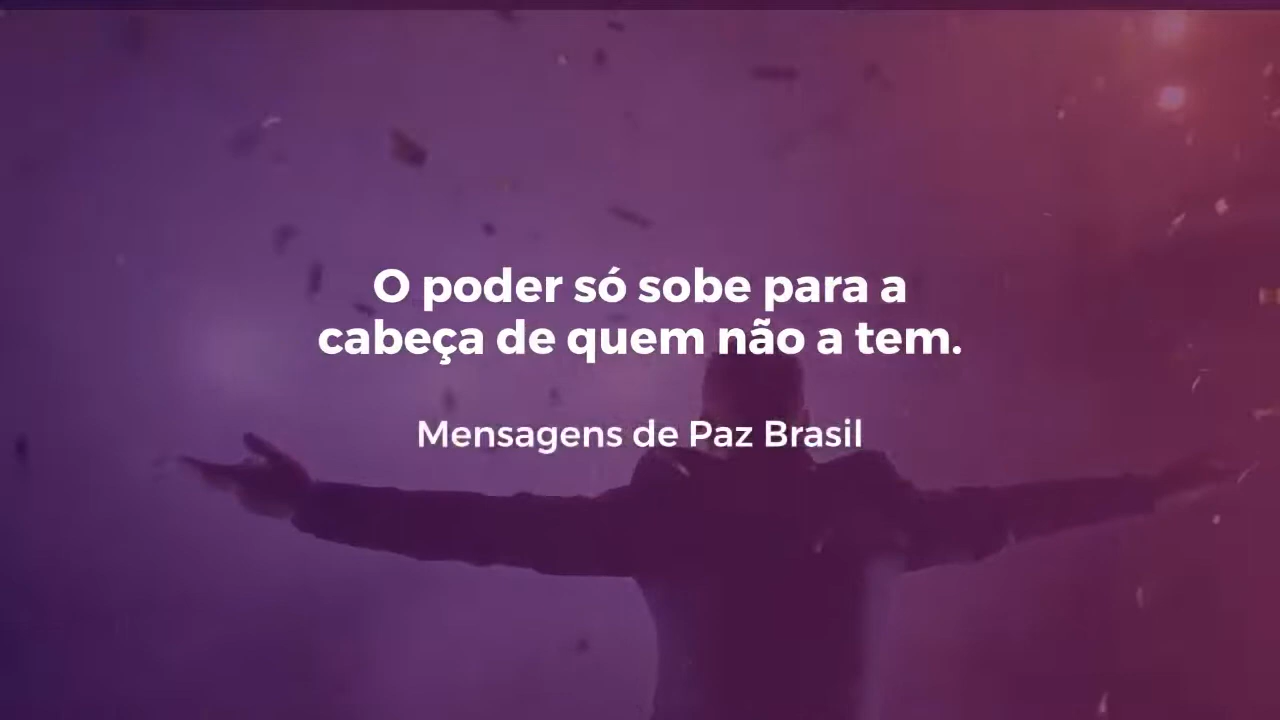 O poder só sobe para a
cabeça de quem não a tem.
Mensagens de Paz Brasil